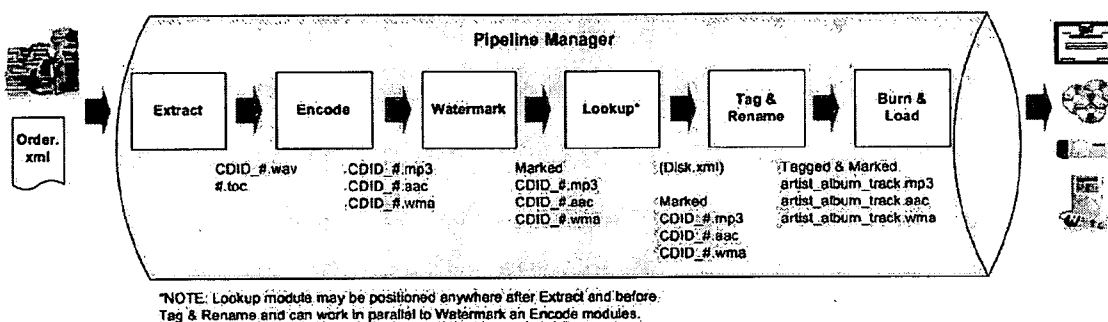 Pipeline Manager
Extract
Encode
Watermark
Lookup*
Tag &
Rename
Burn &
Load
Order.
xml
CDID_#.wav
#.toc
CDID_#.mp3
CDID_#.aac
CDID_#.wma
Marked
CDID_#.mp3
CDID_#.aac
CDID_#.wma
(Disk.xml)
Marked
CDID_#.mp3
CDID_#.aac
CDID_#.wma
Tagged & Marked
artist_album_track.mp3
artist_album_track.aac
artist_album_track.wma
*NOTE: Lookup module may be positioned anywhere after Extract and before
Tag & Rename and can work in parallel to Watermark an Encode modules.